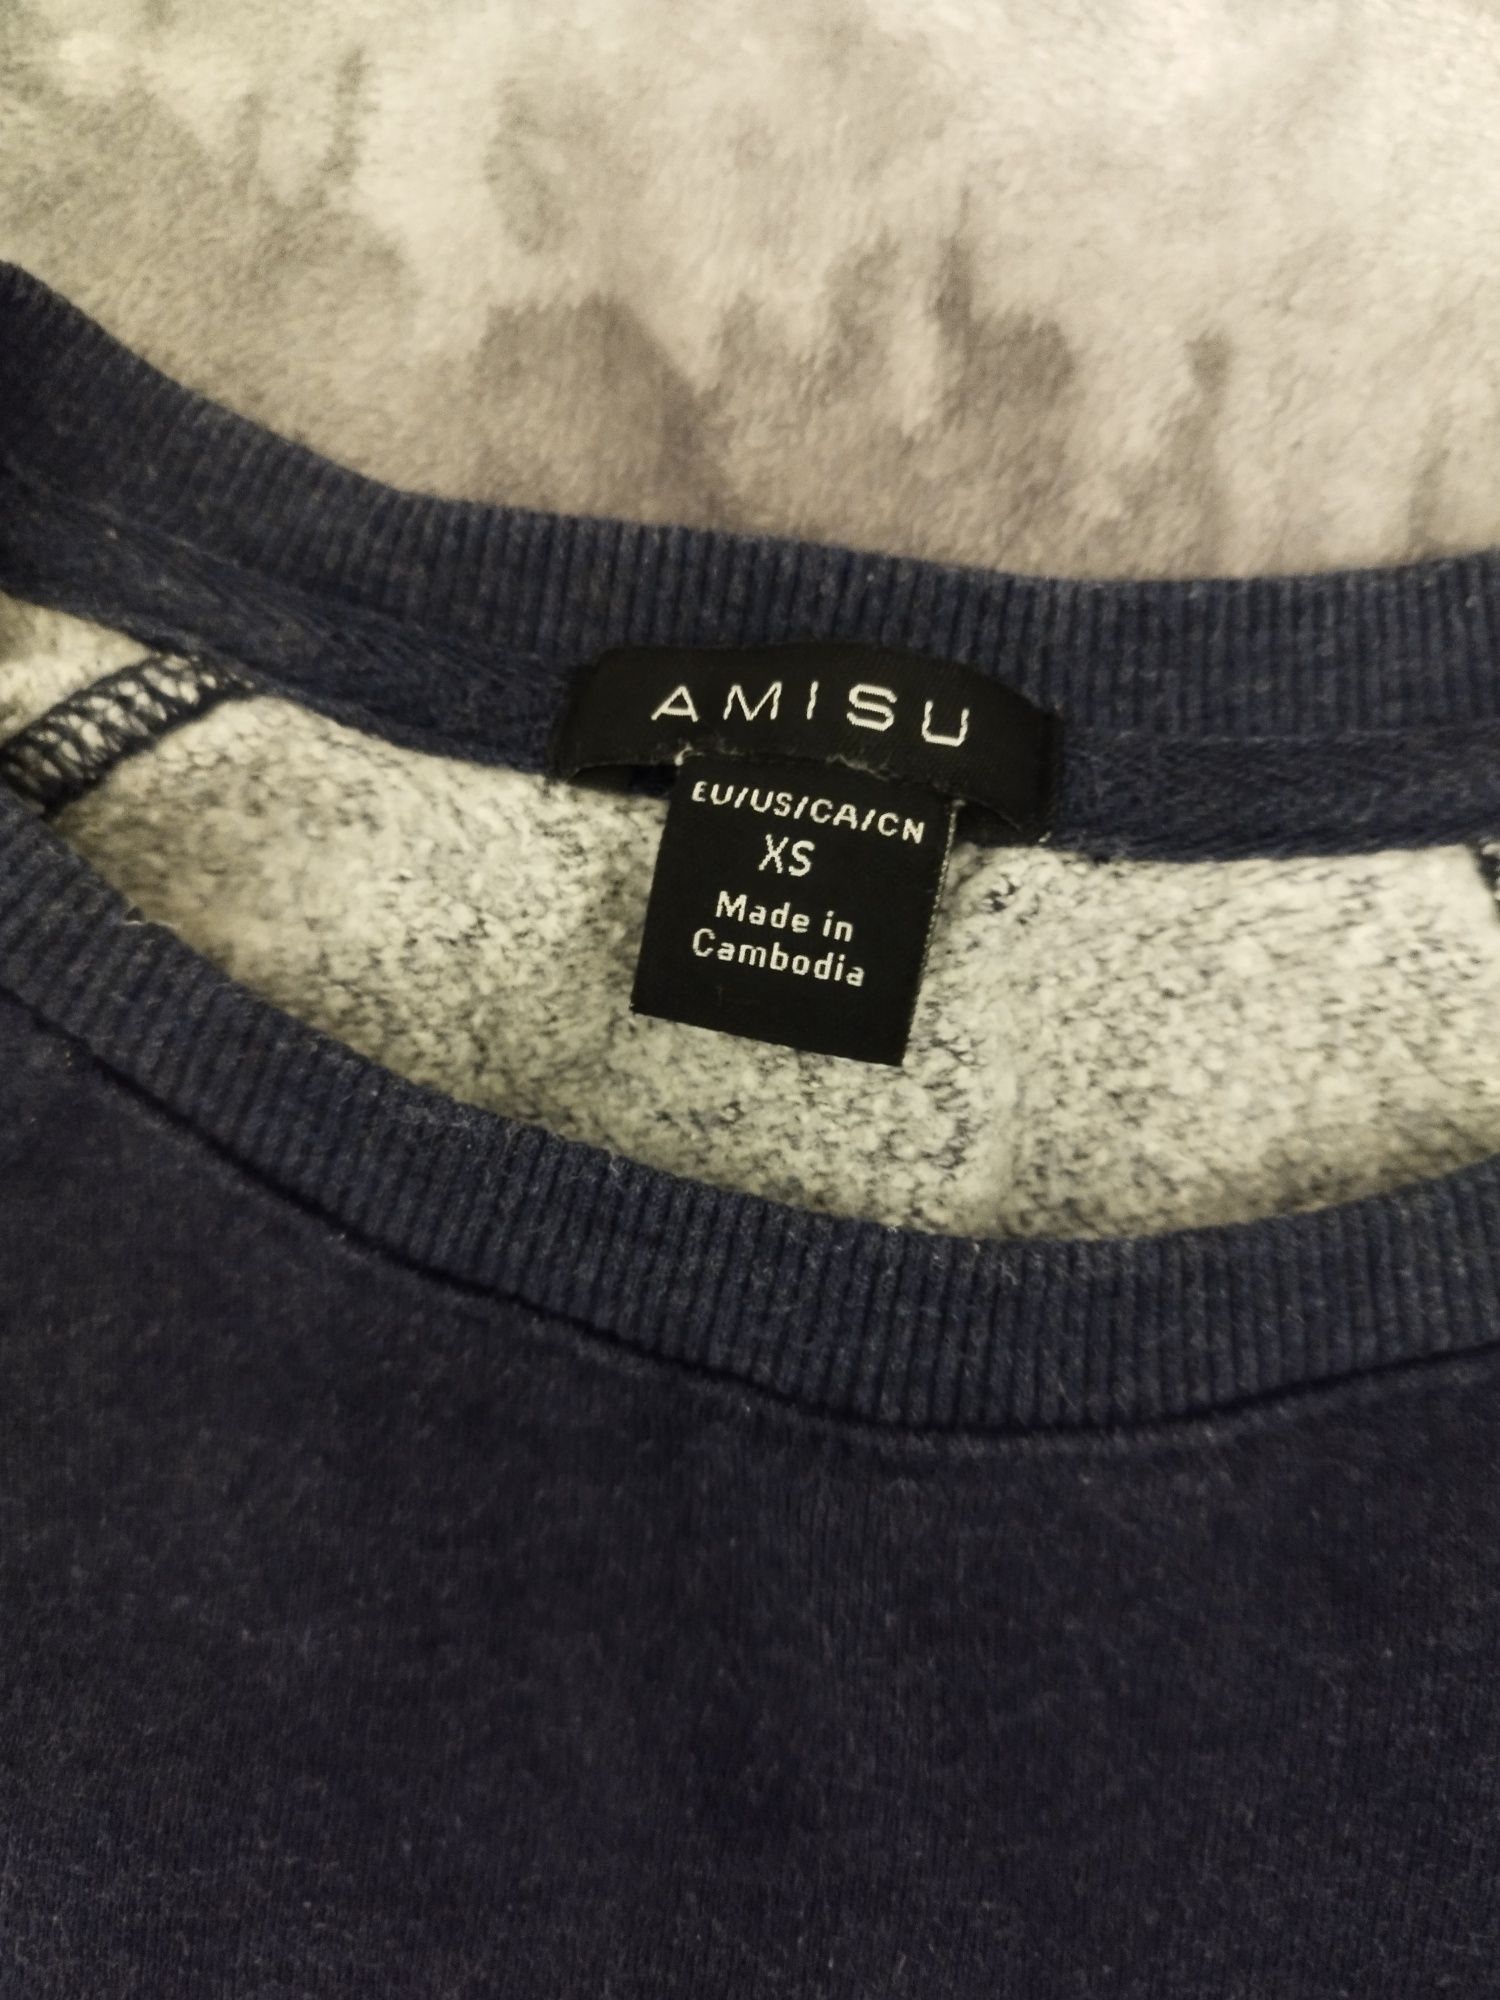 AMISU
EU/US/CA/CN
XS
Made in
Cambodia